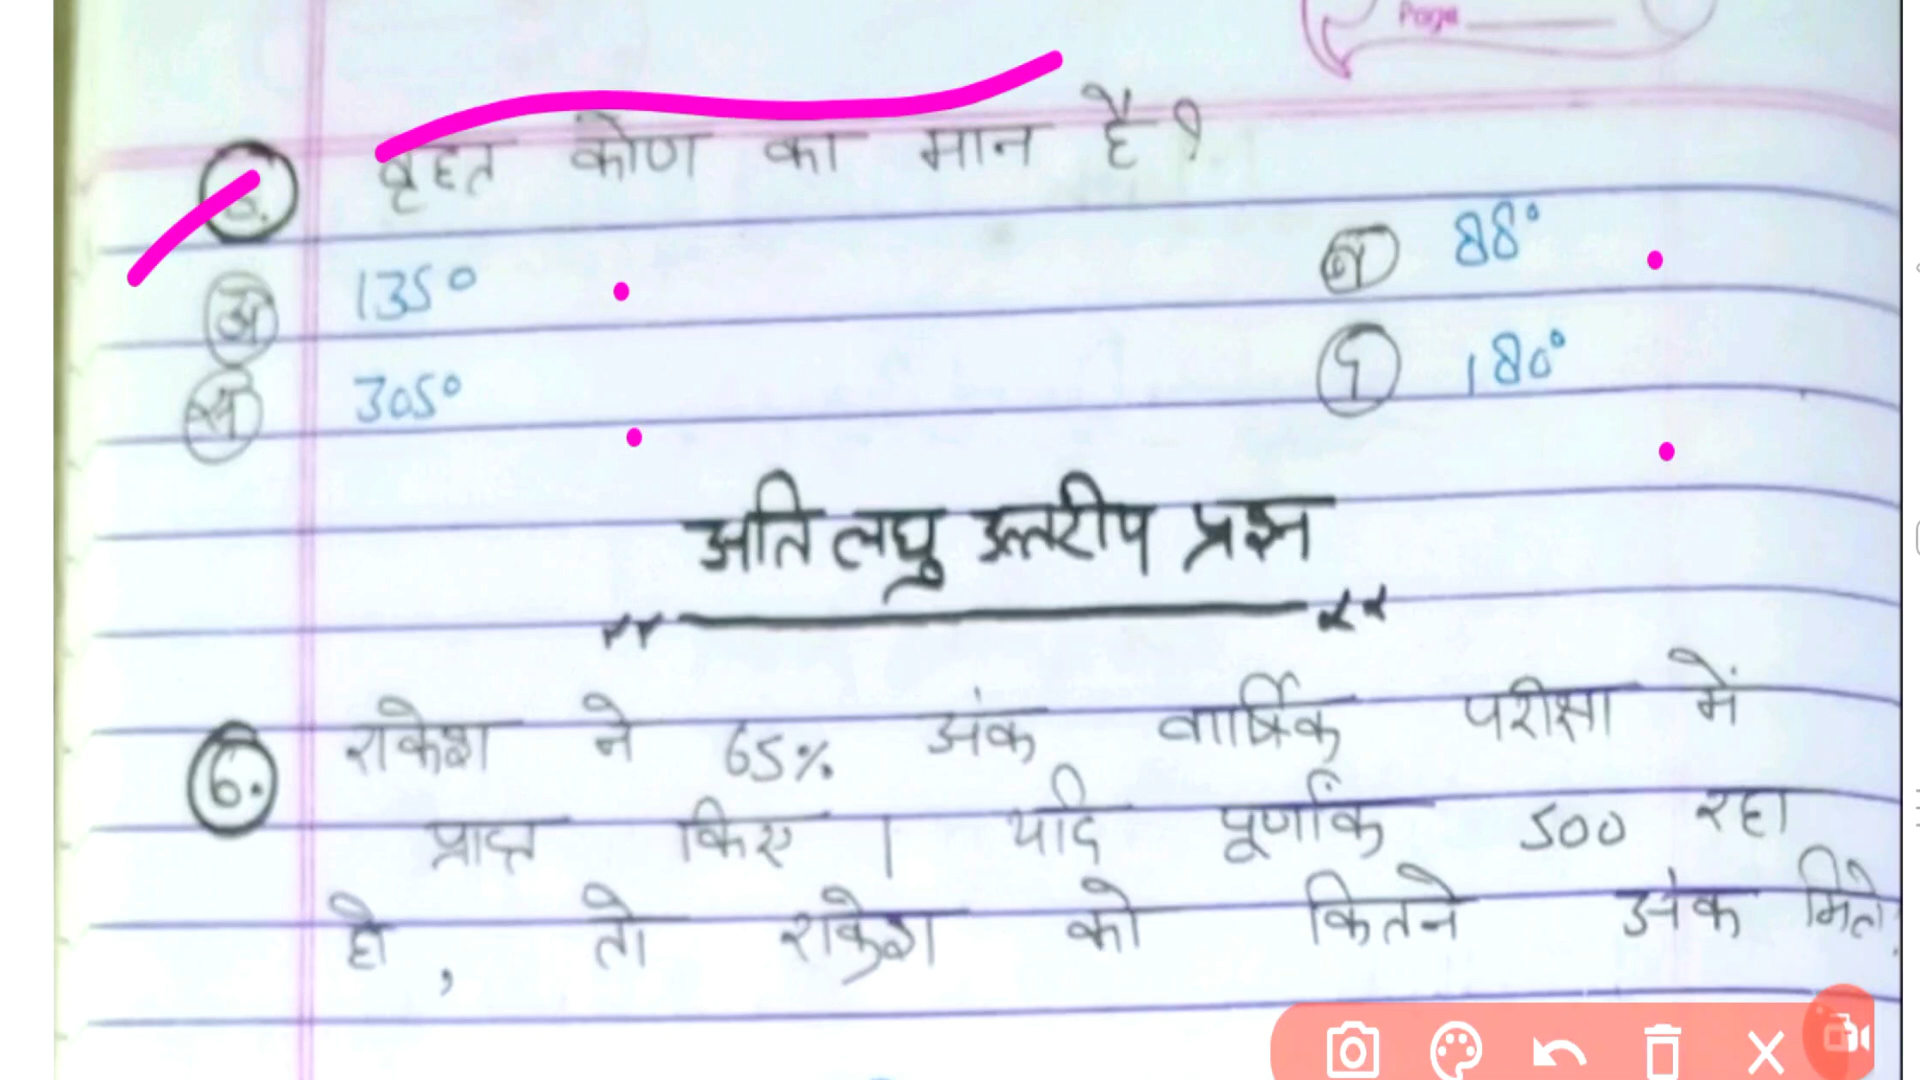 Page
5. बृहत कोण का मान है?
अ 135° ब 88°
स 305° द 180°
अति लघु उत्तरीय प्रश्न
6. राकेश ने 65% अंक वार्षिक परीक्षा में
प्राप्त किए । यदि पूर्णांक 500 रहा
हो, तो राकेश को कितने अंक मिले